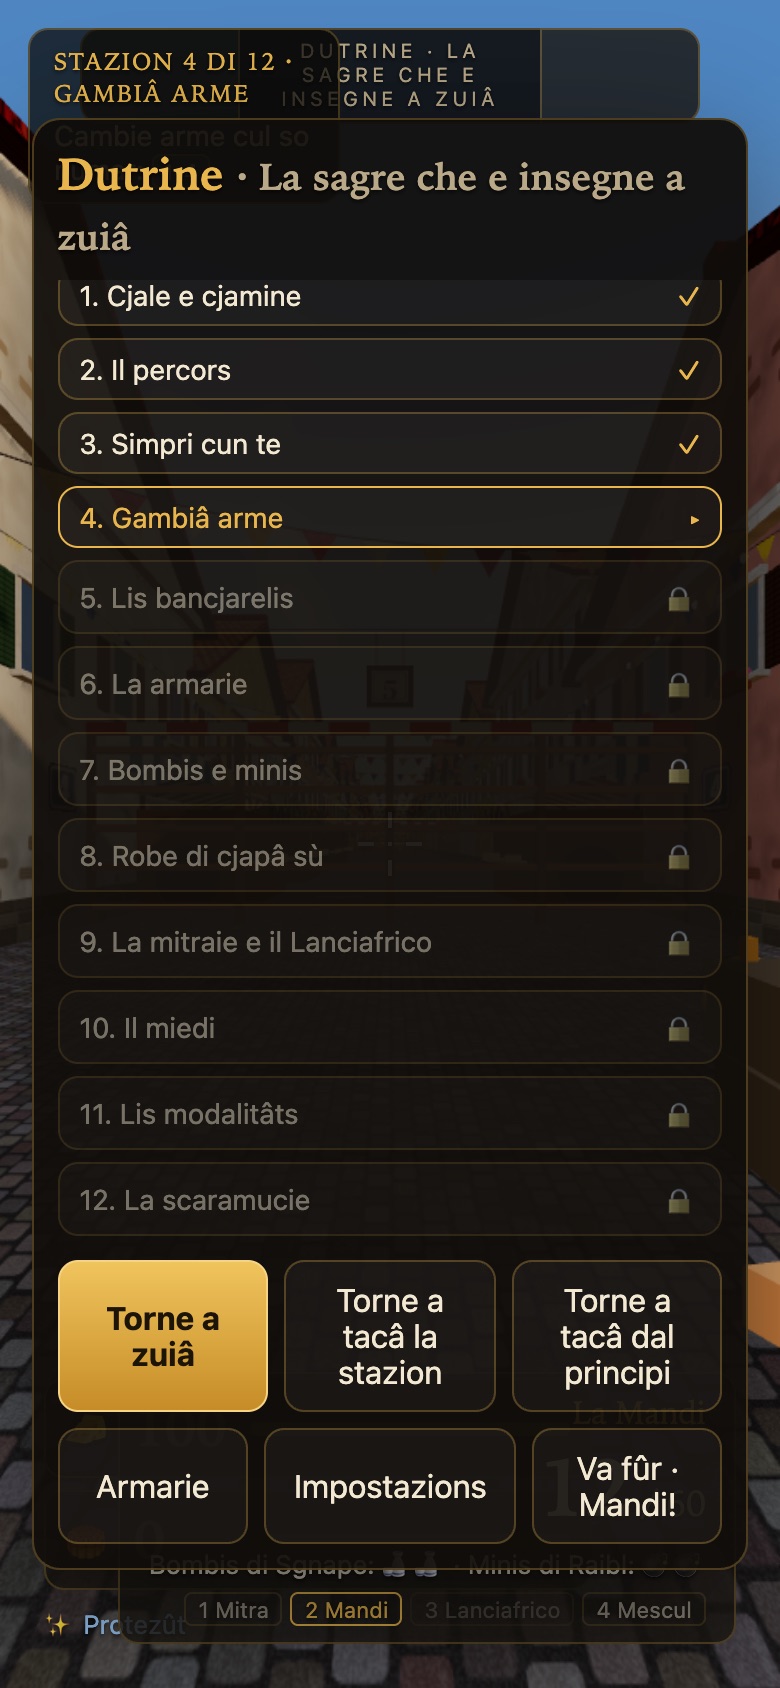 STAZION 4 DI 12 ·
GAMBIÂ ARME
DUTRINE · LA
SAGRE CHE E
INSEGNE A ZUIÂ
Cambie arme cul so
Dutrine · La sagre che e insegne a
zuiâ
1. Cjale e cjamine
2. Il percors
3. Simpri cun te
4. Gambiâ arme
5. Lis bancjarelis
6. La armarie
7. Bombis e minis
8. Robe di cjapâ sù
9. La mitraie e il Lanciafrico
10. Il miedi
11. Lis modalitâts
12. La scaramucie
Torne a
zuiâ
Torne a
tacâ la
stazion
Torne a
tacâ dal
principi
La Mandi
100
Armarie
Impostazions
Va fûr ·
Mandi!
0
Bombis di Sgnape: · Minis di Raibl:
1 Mitra
2 Mandi
3 Lanciafrico
4 Mescul
Protezût